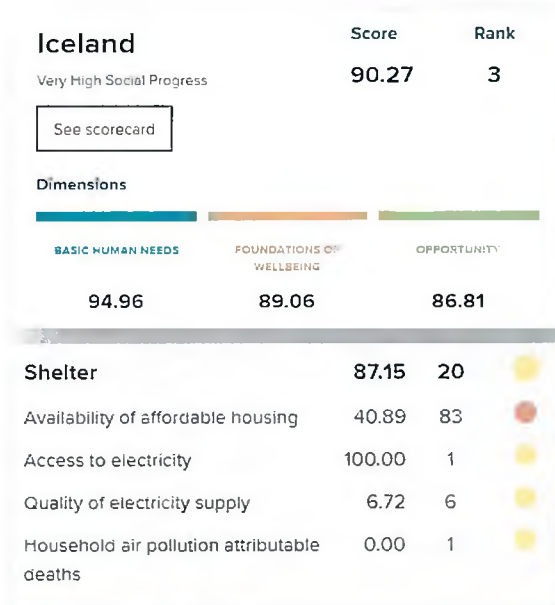 Iceland
Score Rank
Very High Social Progress
90.27 3
See scorecard
Dimensions
BASIC HUMAN NEEDS FOUNDATIONS OF WELLBEING OPPORTUNITY
94.96 89.06 86.81
Shelter 87.15 20
Availability of affordable housing 40.89 83
Access to electricity 100.00 1
Quality of electricity supply 6.72 6
Household air pollution attributable 0.00 1
deaths